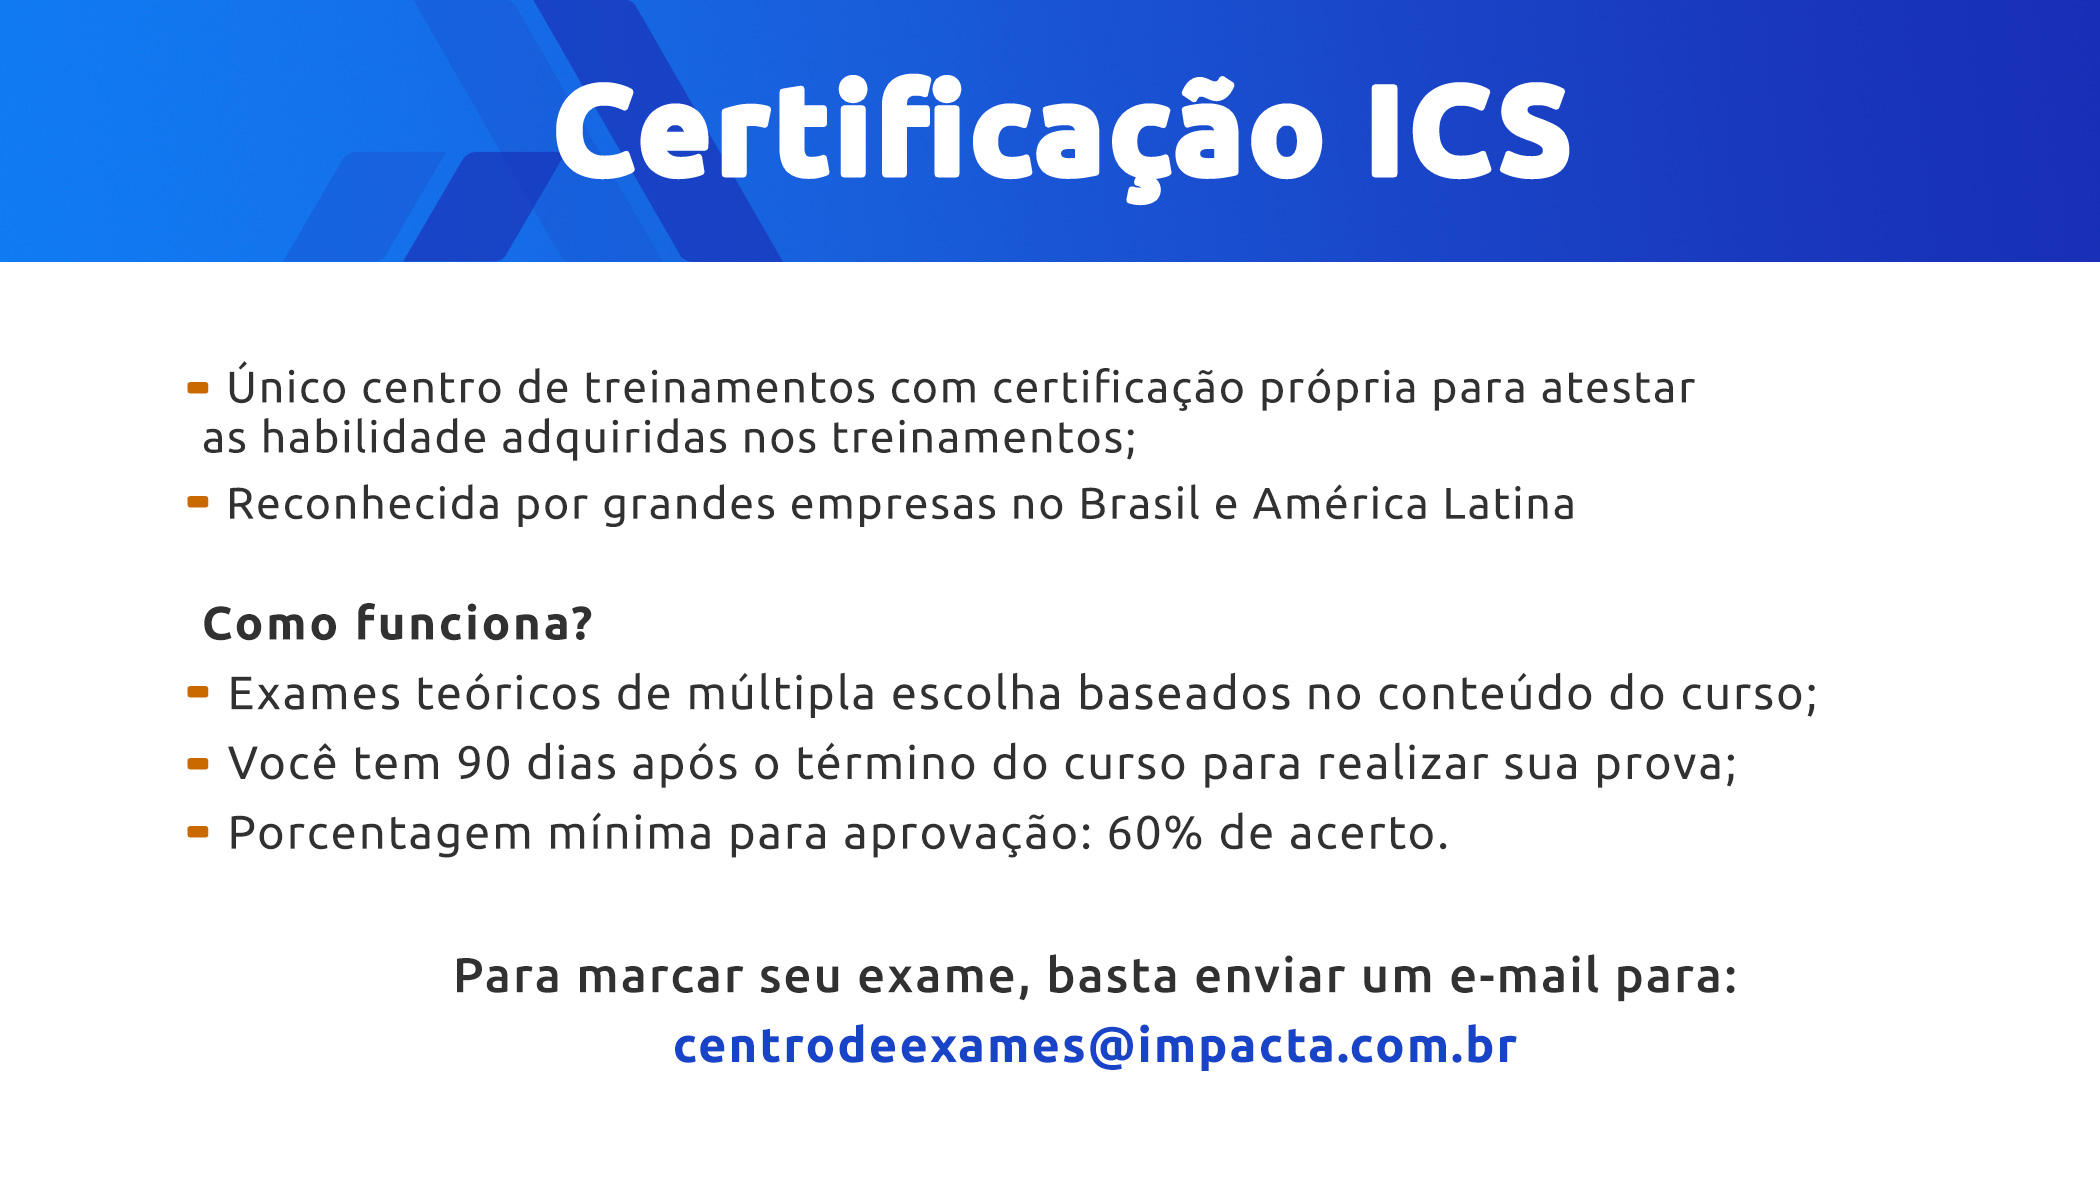 Certificação ICS
- Único centro de treinamentos com certificação própria para atestar
as habilidade adquiridas nos treinamentos;
- Reconhecida por grandes empresas no Brasil e América Latina
Como funciona?
- Exames teóricos de múltipla escolha baseados no conteúdo do curso;
- Você tem 90 dias após o término do curso para realizar sua prova;
- Porcentagem mínima para aprovação: 60% de acerto.
Para marcar seu exame, basta enviar um e-mail para:
centrodeexames@impacta.com.br